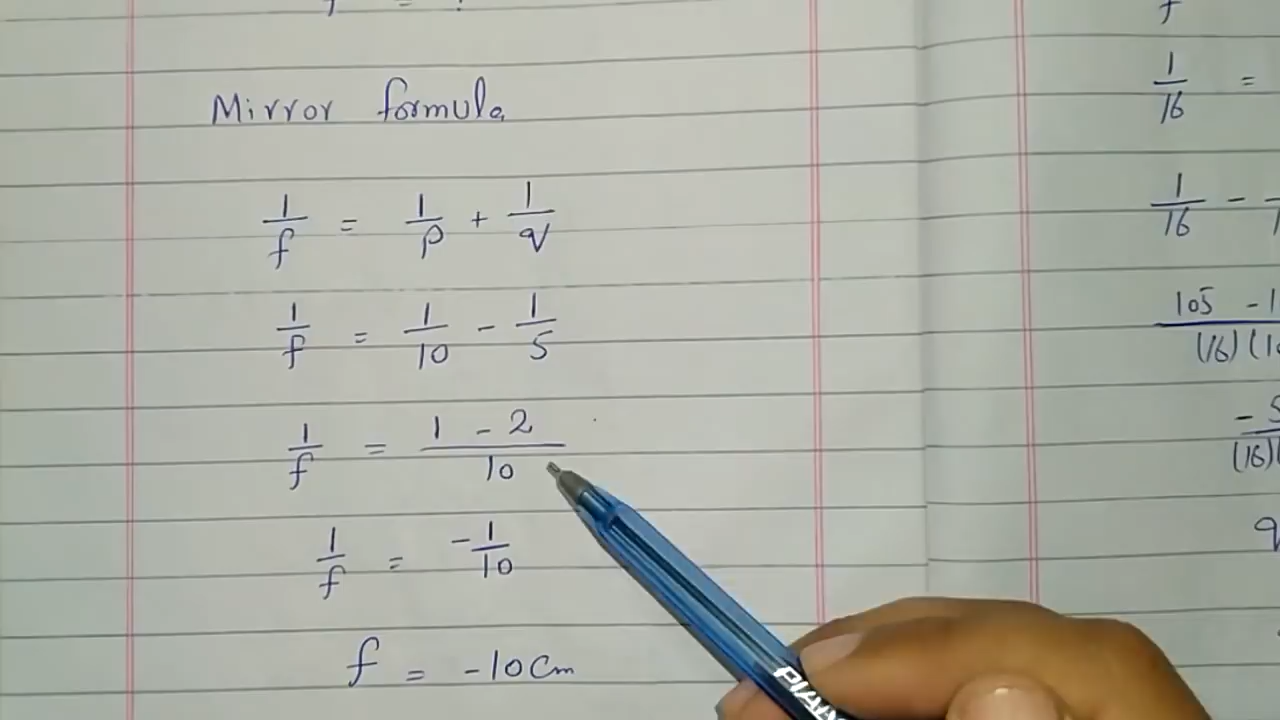 Mirror formula
1/f = 1/p + 1/q
1/f = 1/10 - 1/5
1/f = 1 - 2/10
1/f = -1/10
f = -10cm
1/16 =
1/16 -
105 - 1
(16)(1
- 5
(16)(
q
PIANO